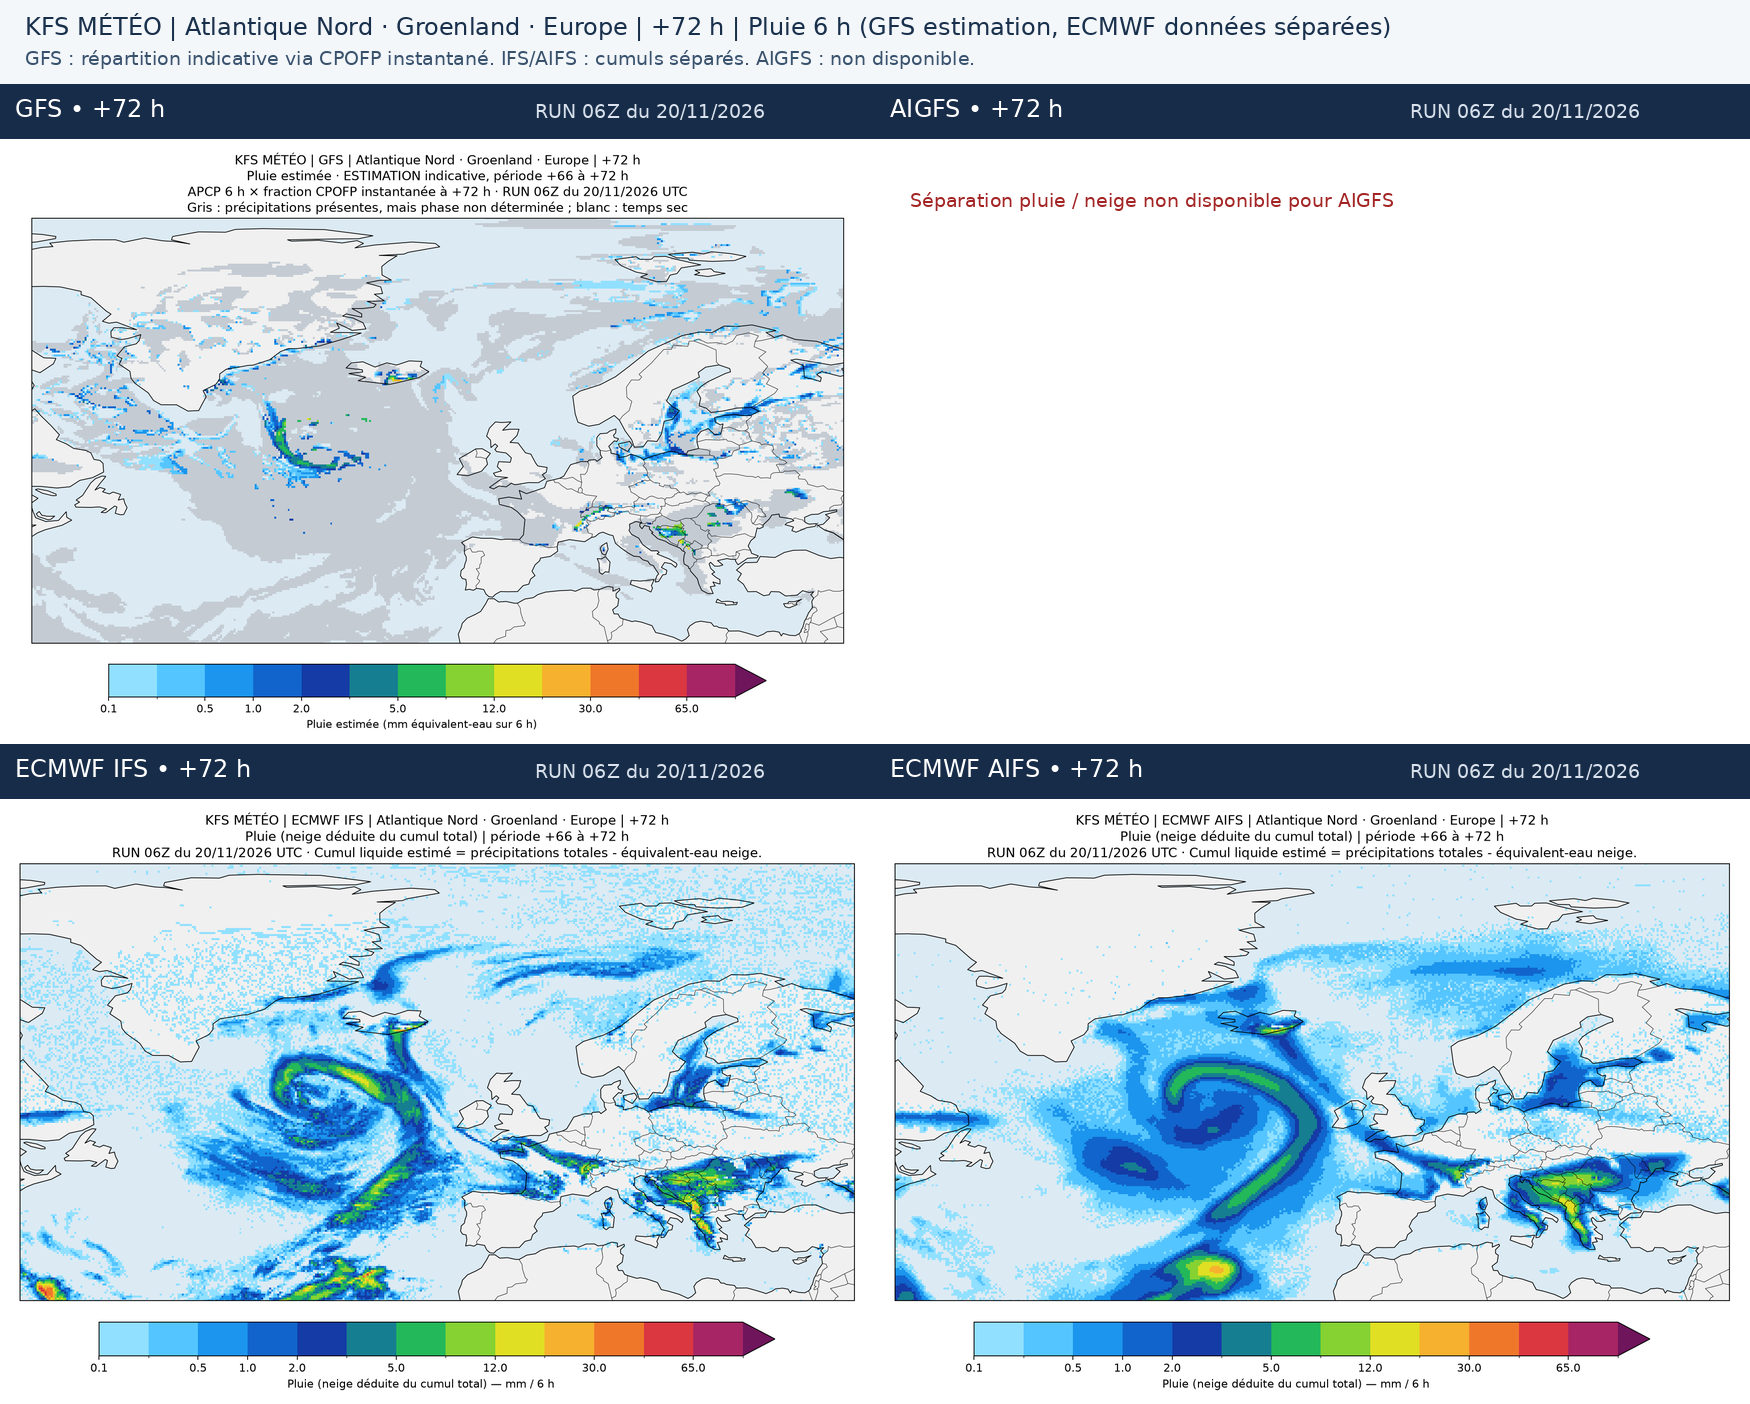 KFS MÉTÉO | Atlantique Nord · Groenland · Europe | +72 h | Pluie 6 h (GFS estimation, ECMWF données séparées)
GFS : répartition indicative via CPOFP instantané. IFS/AIFS : cumuls séparés. AIGFS : non disponible.
GFS • +72 h
RUN 06Z du 20/11/2026
AIGFS • +72 h
RUN 06Z du 20/11/2026
KFS MÉTÉO | GFS | Atlantique Nord · Groenland · Europe | +72 h
Pluie estimée · ESTIMATION indicative, période +66 à +72 h
APCP 6 h × fraction CPOFP instantanée à +72 h · RUN 06Z du 20/11/2026 UTC
Gris : précipitations présentes, mais phase non déterminée ; blanc : temps sec
Séparation pluie / neige non disponible pour AIGFS
0.1 0.5 1.0 2.0 5.0 12.0 30.0 65.0
Pluie estimée (mm équivalent-eau sur 6 h)
ECMWF IFS • +72 h
RUN 06Z du 20/11/2026
ECMWF AIFS • +72 h
RUN 06Z du 20/11/2026
KFS MÉTÉO | ECMWF IFS | Atlantique Nord · Groenland · Europe | +72 h
Pluie (neige déduite du cumul total) | période +66 à +72 h
RUN 06Z du 20/11/2026 UTC · Cumul liquide estimé = précipitations totales - équivalent-eau neige.
KFS MÉTÉO | ECMWF AIFS | Atlantique Nord · Groenland · Europe | +72 h
Pluie (neige déduite du cumul total) | période +66 à +72 h
RUN 06Z du 20/11/2026 UTC · Cumul liquide estimé = précipitations totales - équivalent-eau neige.
0.1 0.5 1.0 2.0 5.0 12.0 30.0 65.0
Pluie (neige déduite du cumul total) — mm / 6 h
0.1 0.5 1.0 2.0 5.0 12.0 30.0 65.0
Pluie (neige déduite du cumul total) — mm / 6 h